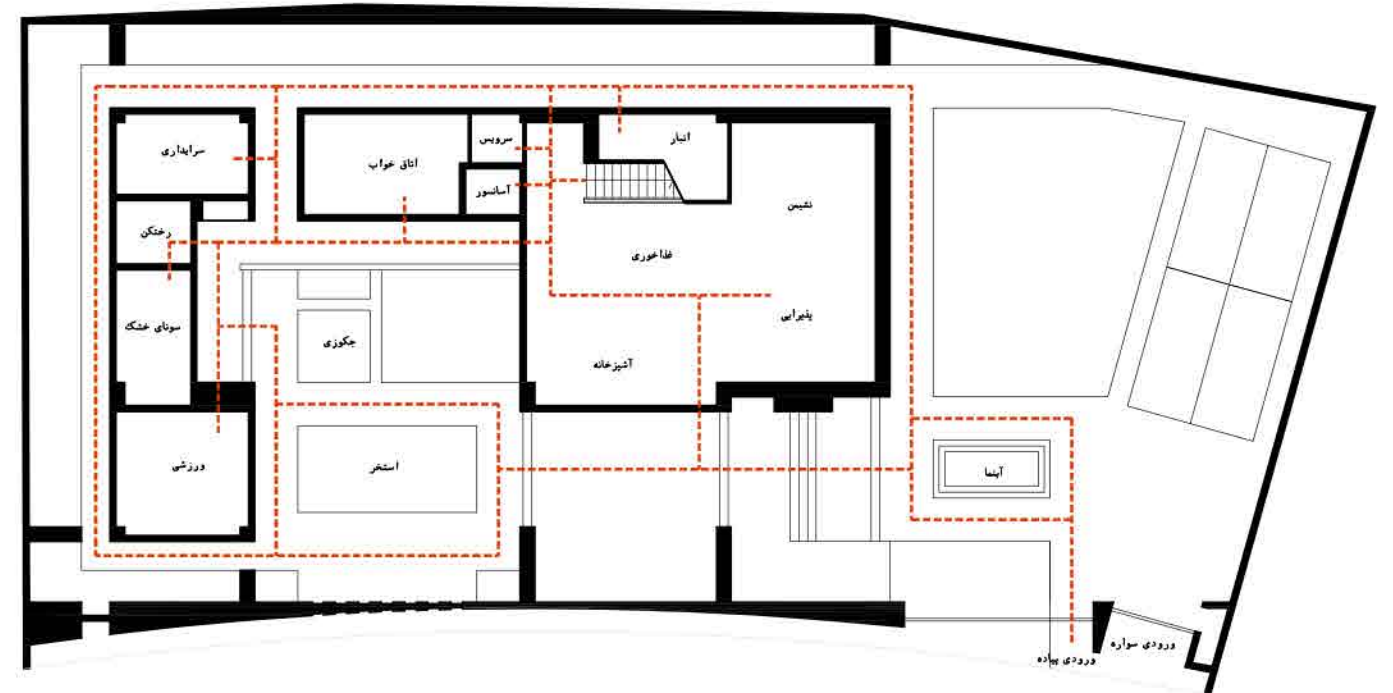 سرایداری
اتاق خواب
سرویس
انبار
آسانسور
نشیمن
رختکن
غذاخوری
پذیرایی
سونای خشک
جکوزی
آشپزخانه
ورزشی
استخر
آبنما
ورودی سواره
ورودی پیاده